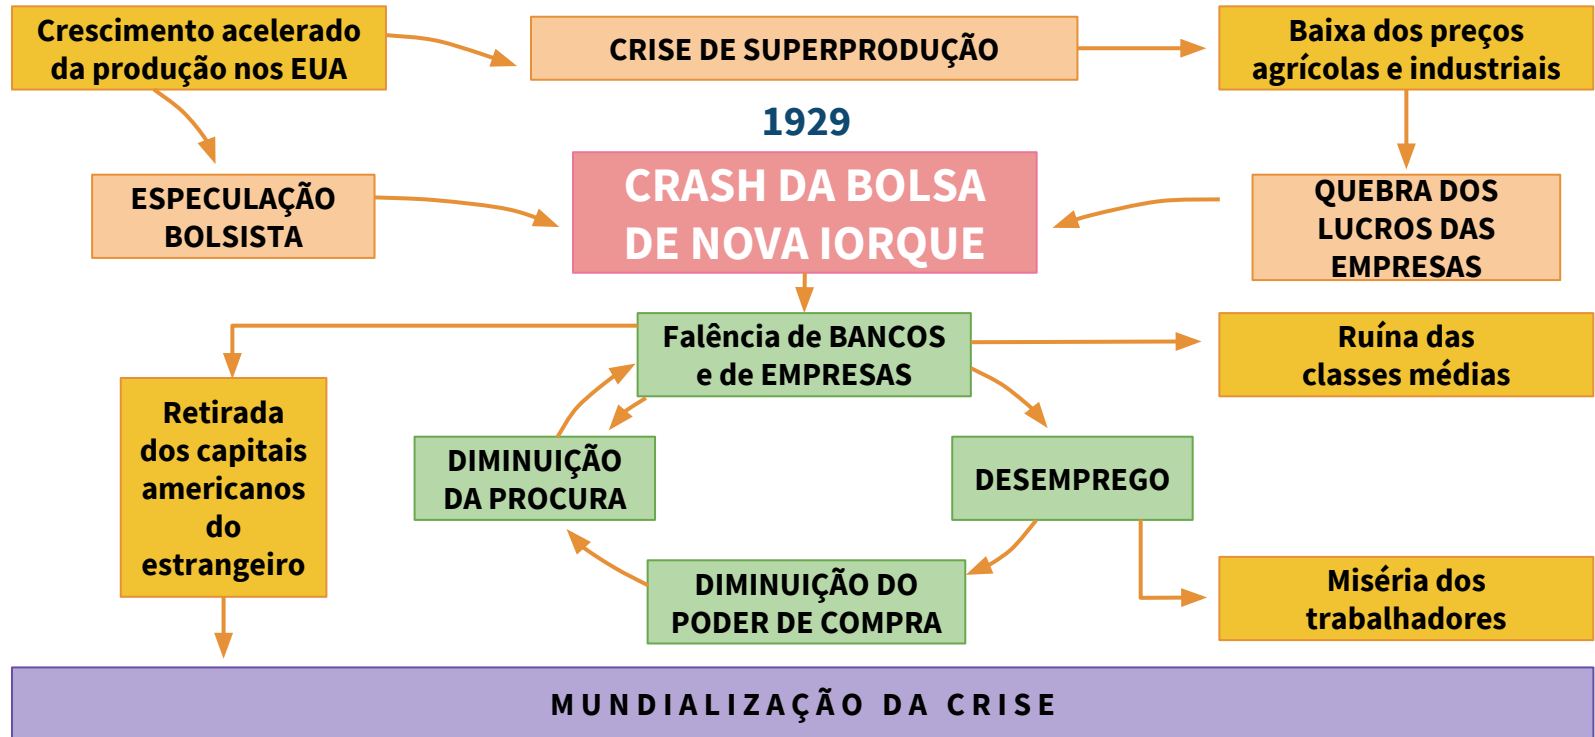 Crescimento acelerado
da produção nos EUA
CRISE DE SUPERPRODUÇÃO
Baixa dos preços
agrícolas e industriais
1929
ESPECULAÇÃO
BOLSISTA
CRASH DA BOLSA
DE NOVA IORQUE
QUEBRA DOS
LUCROS DAS
EMPRESAS
Falência de BANCOS
e de EMPRESAS
Ruína das
classes médias
Retirada
dos capitais
americanos
do
estrangeiro
DIMINUIÇÃO
DA PROCURA
DESEMPREGO
DIMINUIÇÃO DO
PODER DE COMPRA
Miséria dos
trabalhadores
MUNDIALIZAÇÃO DA CRISE